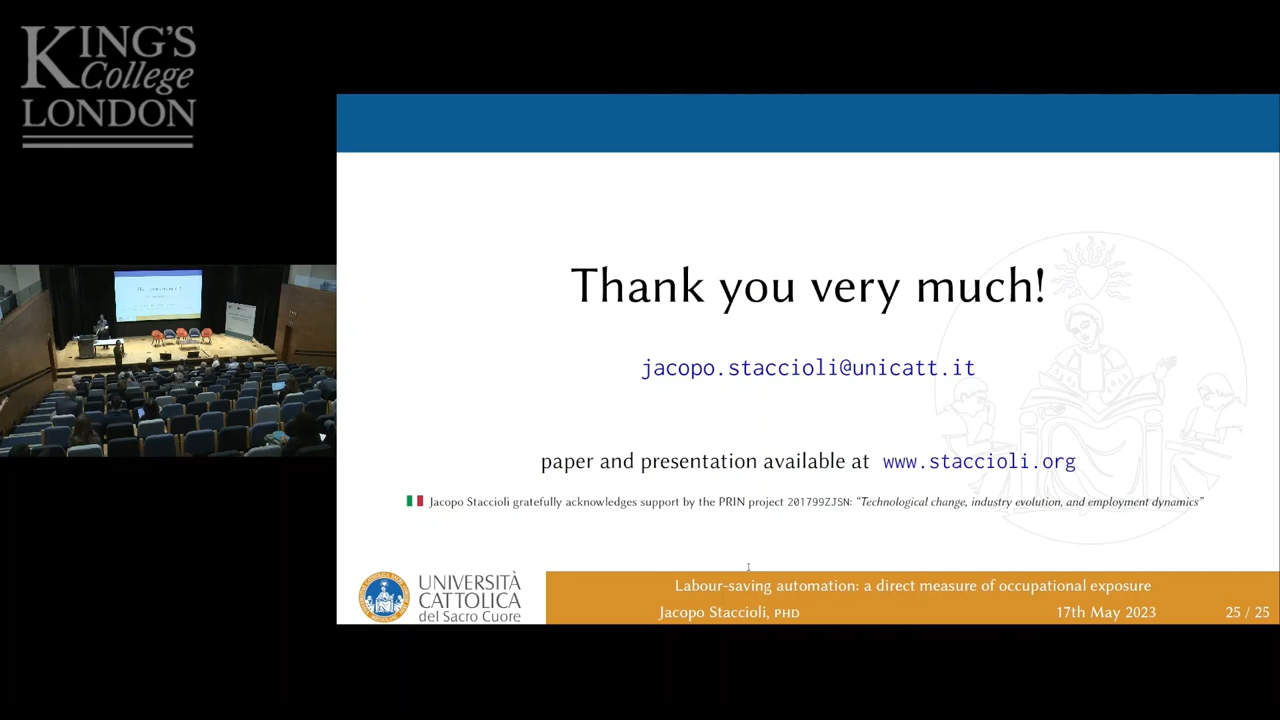 KING'S
College
LONDON
Thank you very much!
jacopo.staccioli@unicatt.it
paper and presentation available at www.staccioli.org
Jacopo Staccioli gratefully acknowledges support by the PRIN project 201799ZJSN: “Technological change, industry evolution, and employment dynamics”
UNIVERSITÀ
CATTOLICA
del Sacro Cuore
Labour-saving automation: a direct measure of occupational exposure
Jacopo Staccioli, PHD 17th May 2023 25 / 25